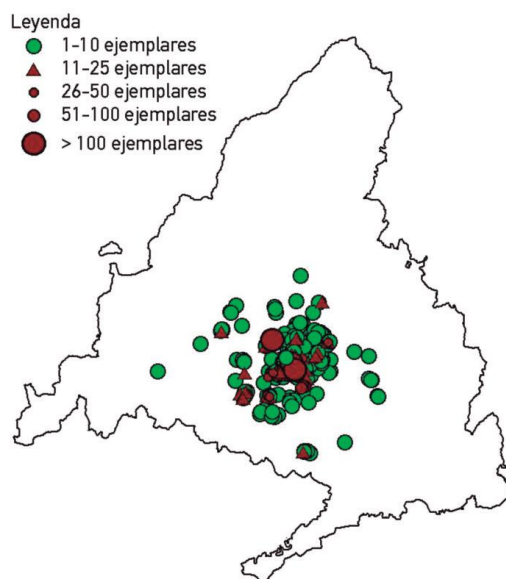 Leyenda
1-10 ejemplares
11-25 ejemplares
26-50 ejemplares
51-100 ejemplares
> 100 ejemplares